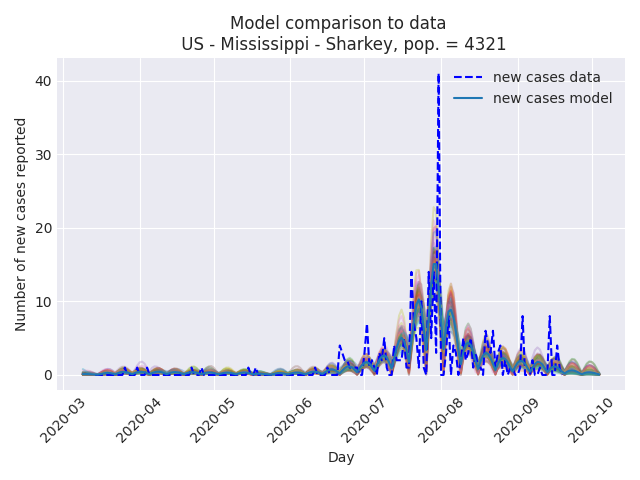 Model comparison to data
US - Mississippi - Sharkey, pop. = 4321
new cases data
new cases model
Number of new cases reported
40
30
20
10
0
2020-03
2020-04
2020-05
2020-06
2020-07
2020-08
2020-09
2020-10
Day